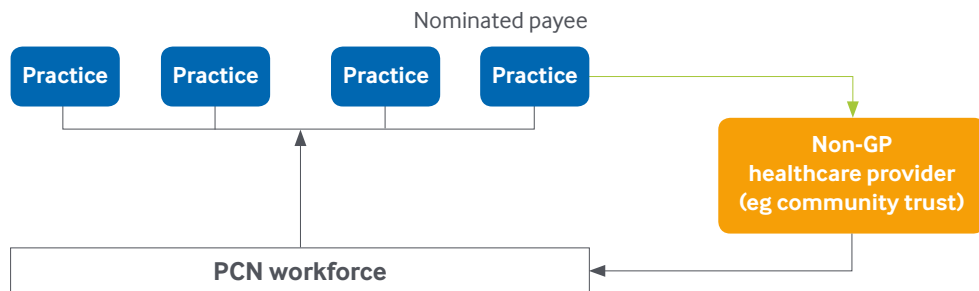 Nominated payee
Practice
Practice
Practice
Practice
Non-GP
healthcare provider
(eg community trust)
PCN workforce